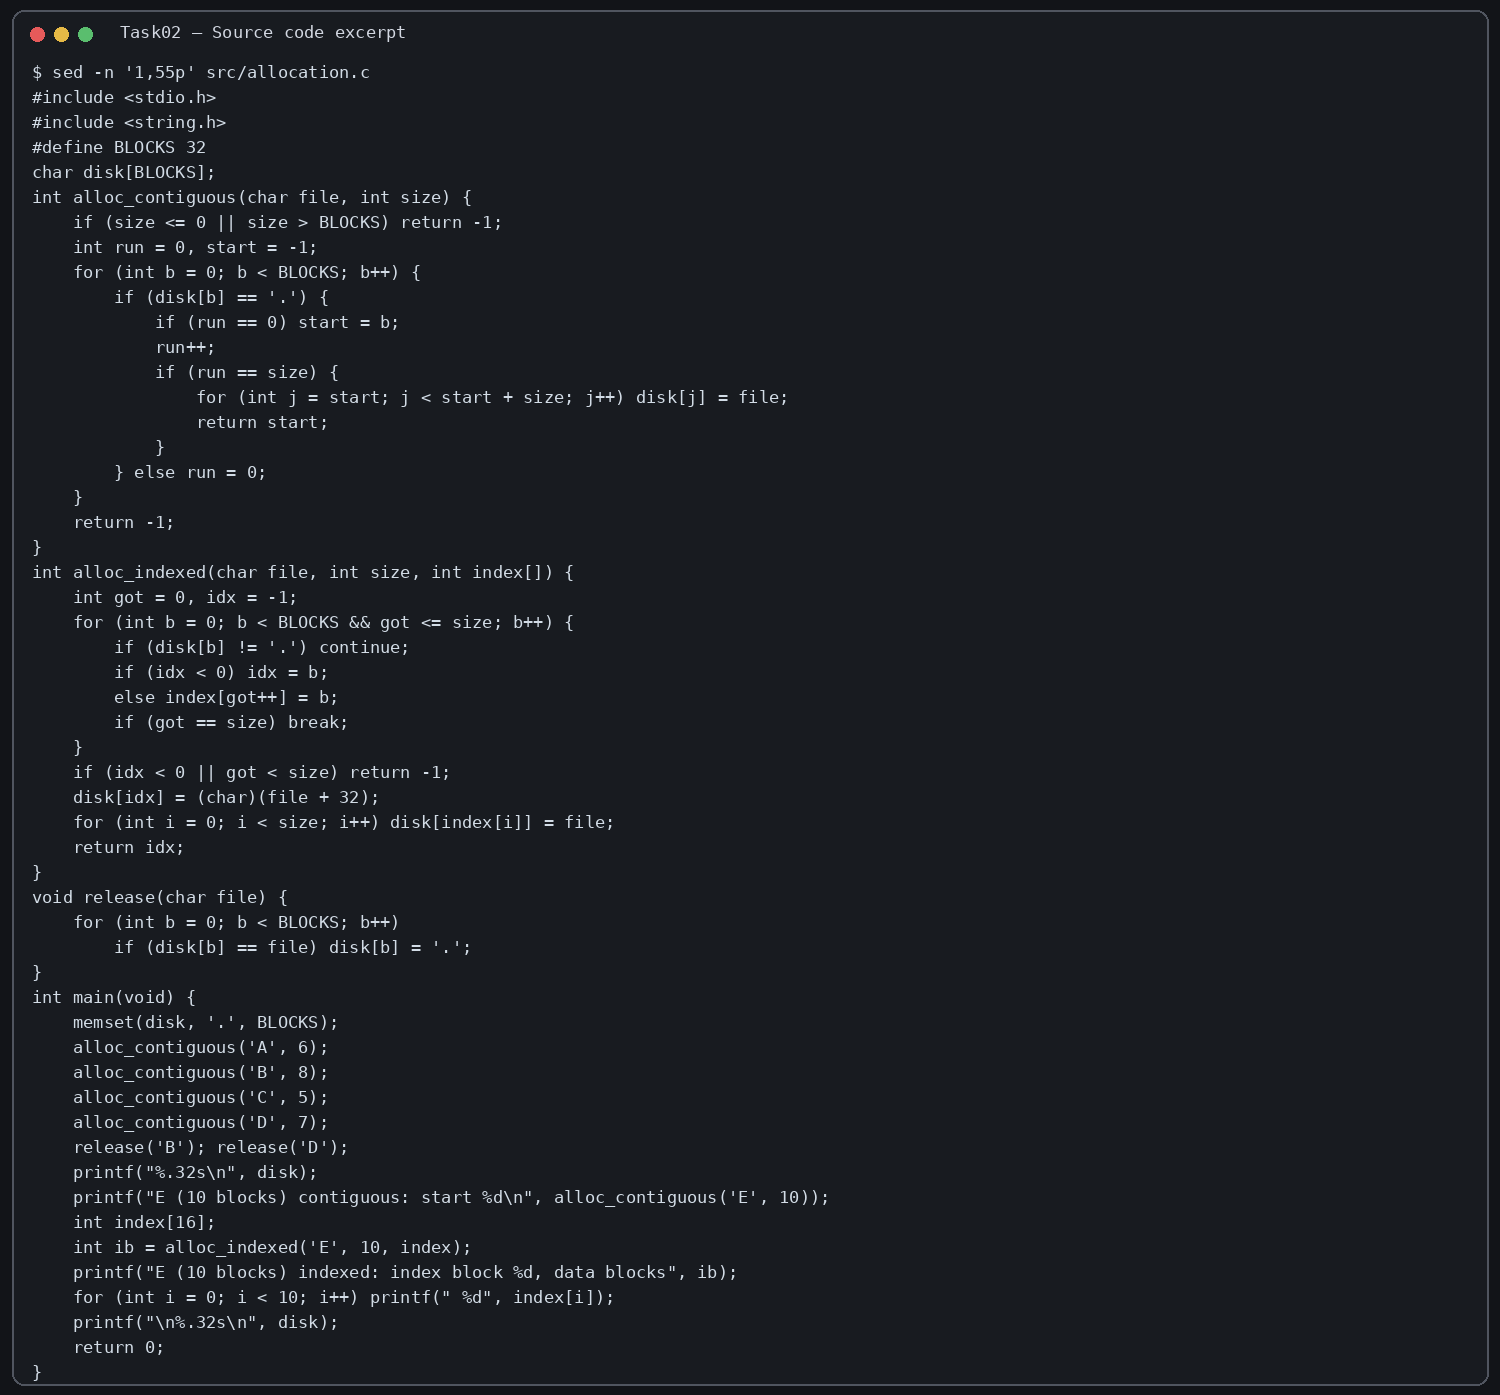 Task02 — Source code excerpt
$ sed -n '1,55p' src/allocation.c
#include <stdio.h>
#include <string.h>
#define BLOCKS 32
char disk[BLOCKS];
int alloc_contiguous(char file, int size) {
    if (size <= 0 || size > BLOCKS) return -1;
    int run = 0, start = -1;
    for (int b = 0; b < BLOCKS; b++) {
        if (disk[b] == '.') {
            if (run == 0) start = b;
            run++;
            if (run == size) {
                for (int j = start; j < start + size; j++) disk[j] = file;
                return start;
            }
        } else run = 0;
    }
    return -1;
}
int alloc_indexed(char file, int size, int index[]) {
    int got = 0, idx = -1;
    for (int b = 0; b < BLOCKS && got <= size; b++) {
        if (disk[b] != '.') continue;
        if (idx < 0) idx = b;
        else index[got++] = b;
        if (got == size) break;
    }
    if (idx < 0 || got < size) return -1;
    disk[idx] = (char)(file + 32);
    for (int i = 0; i < size; i++) disk[index[i]] = file;
    return idx;
}
void release(char file) {
    for (int b = 0; b < BLOCKS; b++)
        if (disk[b] == file) disk[b] = '.';
}
int main(void) {
    memset(disk, '.', BLOCKS);
    alloc_contiguous('A', 6);
    alloc_contiguous('B', 8);
    alloc_contiguous('C', 5);
    alloc_contiguous('D', 7);
    release('B'); release('D');
    printf("%.32s\n", disk);
    printf("E (10 blocks) contiguous: start %d\n", alloc_contiguous('E', 10));
    int index[16];
    int ib = alloc_indexed('E', 10, index);
    printf("E (10 blocks) indexed: index block %d, data blocks", ib);
    for (int i = 0; i < 10; i++) printf(" %d", index[i]);
    printf("\n%.32s\n", disk);
    return 0;
}